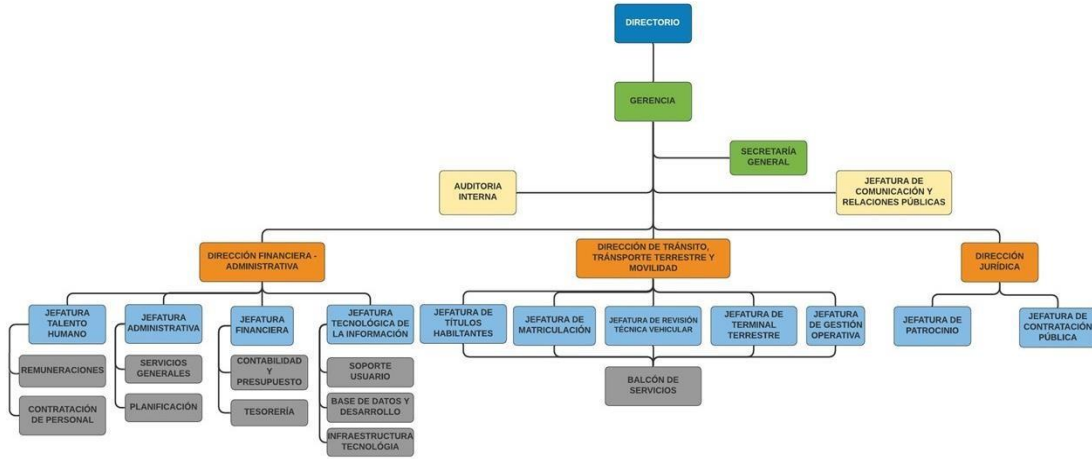 DIRECTORIO
GERENCIA
SECRETARÍA
GENERAL
AUDITORIA
INTERNA
JEFATURA DE
COMUNICACIÓN Y
RELACIONES PÚBLICAS
DIRECCIÓN FINANCIERA -
ADMINISTRATIVA
DIRECCIÓN DE TRÁNSITO,
TRÁNSPORTE TERRESTRE Y
MOVILIDAD
DIRECCIÓN
JURÍDICA
JEFATURA
TALENTO
HUMANO
JEFATURA
ADMINISTRATIVA
JEFATURA
FINANCIERA
JEFATURA
TECNOLÓGICA DE
LA INFORMACIÓN
JEFATURA DE
TÍTULOS
HABILTANTES
JEFATURA DE
MATRICULACIÓN
JEFATURA DE REVISIÓN
TÉCNICA VEHICULAR
JEFATURA DE
TERMINAL
TERRESTRE
JEFATURA
DE GESTIÓN
OPERATIVA
JEFATURA DE
PATROCINIO
JEFATURA DE
CONTRATACIÓN
PÚBLICA
REMUNERACIONES
SERVICIOS
GENERALES
CONTABILIDAD
Y
PRESUPUESTO
SOPORTE
USUARIO
BALCÓN DE
SERVICIOS
CONTRATACIÓN
DE PERSONAL
PLANIFICACIÓN
TESORERÍA
BASE DE DATOS Y
DESARROLLO
INFRAESTRUCTURA
TECNOLÓGIA